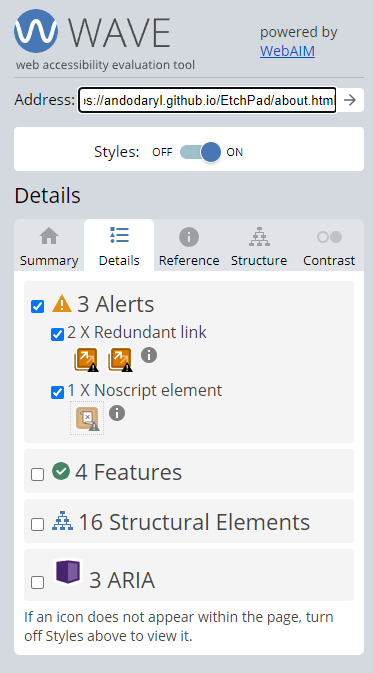 WAVE
web accessibility evaluation tool
powered by
WebAIM
Address: ps://andodaryl.github.io/EtchPad/about.html
Styles: OFF ON
Details
Summary Details Reference Structure Contrast
3 Alerts
2 X Redundant link
1 X Noscript element
4 Features
16 Structural Elements
3 ARIA
If an icon does not appear within the page, turn
off Styles above to view it.